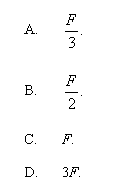 A. F/3.
B. F/2.
C. F.
D. 3F.